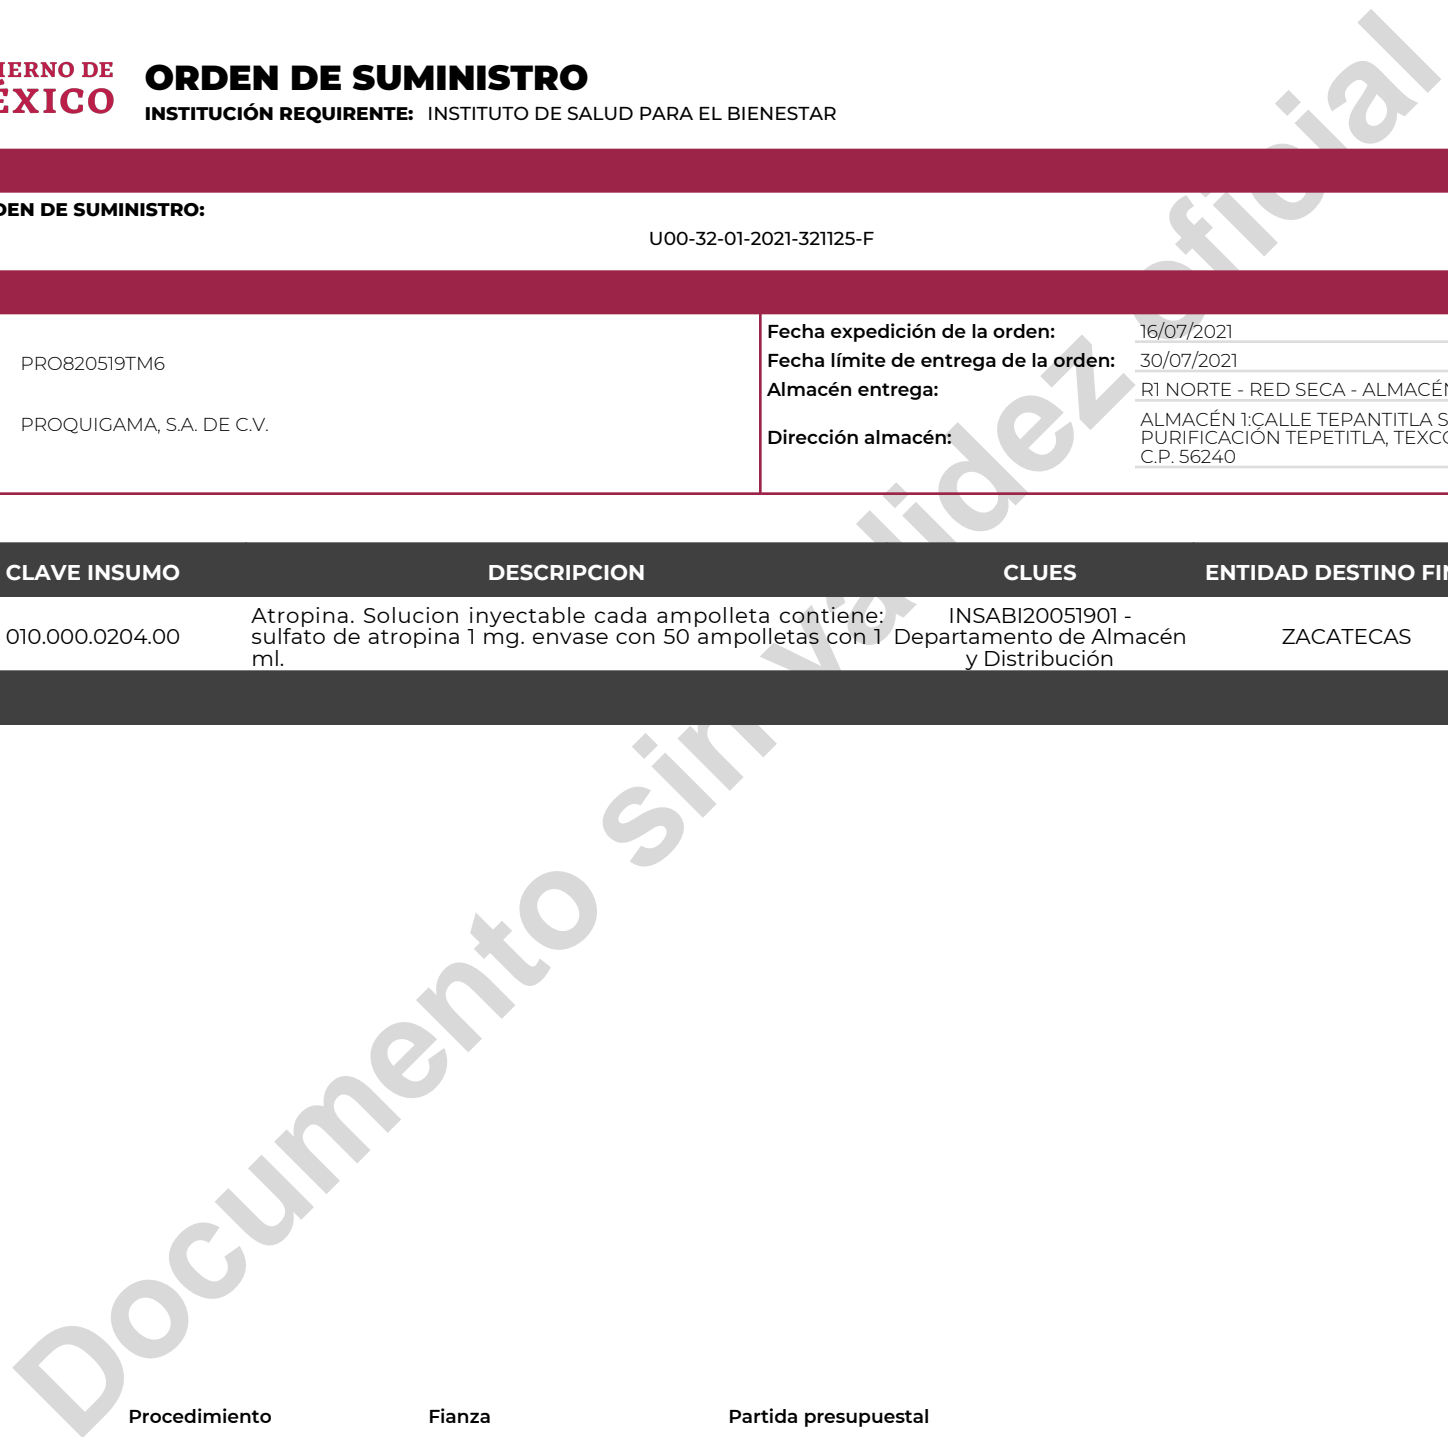 IERNO DE
ÉXICO
ORDEN DE SUMINISTRO
INSTITUCIÓN REQUIRENTE: INSTITUTO DE SALUD PARA EL BIENESTAR
DEN DE SUMINISTRO:
U00-32-01-2021-321125-F
PRO820519TM6
PROQUIGAMA, S.A. DE C.V.
Fecha expedición de la orden: 16/07/2021
Fecha límite de entrega de la orden: 30/07/2021
Almacén entrega: R1 NORTE - RED SECA - ALMACÉN
Dirección almacén: ALMACÉN 1:CALLE TEPANTITLA S
PURIFICACIÓN TEPETITLA, TEXCO
C.P. 56240
CLAVE INSUMO DESCRIPCION CLUES ENTIDAD DESTINO FIN
010.000.0204.00
Atropina. Solucion inyectable cada ampolleta contiene:
sulfato de atropina 1 mg. envase con 50 ampolletas con 1
ml.
INSABI20051901 -
Departamento de Almacén
y Distribución
ZACATECAS
Documento sin validez oficial
Procedimiento Fianza Partida presupuestal